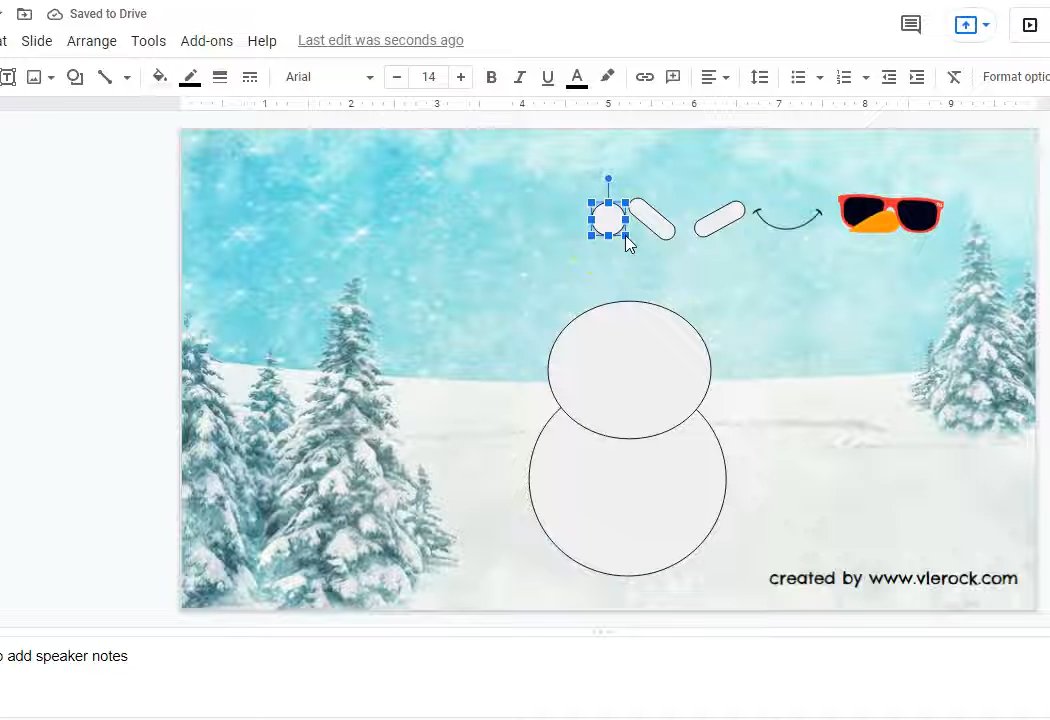 Saved to Drive
Slide Arrange Tools Add-ons Help Last edit was seconds ago
Arial 14 B I U A Format optio
1 2 3 4 5 6 7 8 9
created by www.vlerock.com
add speaker notes